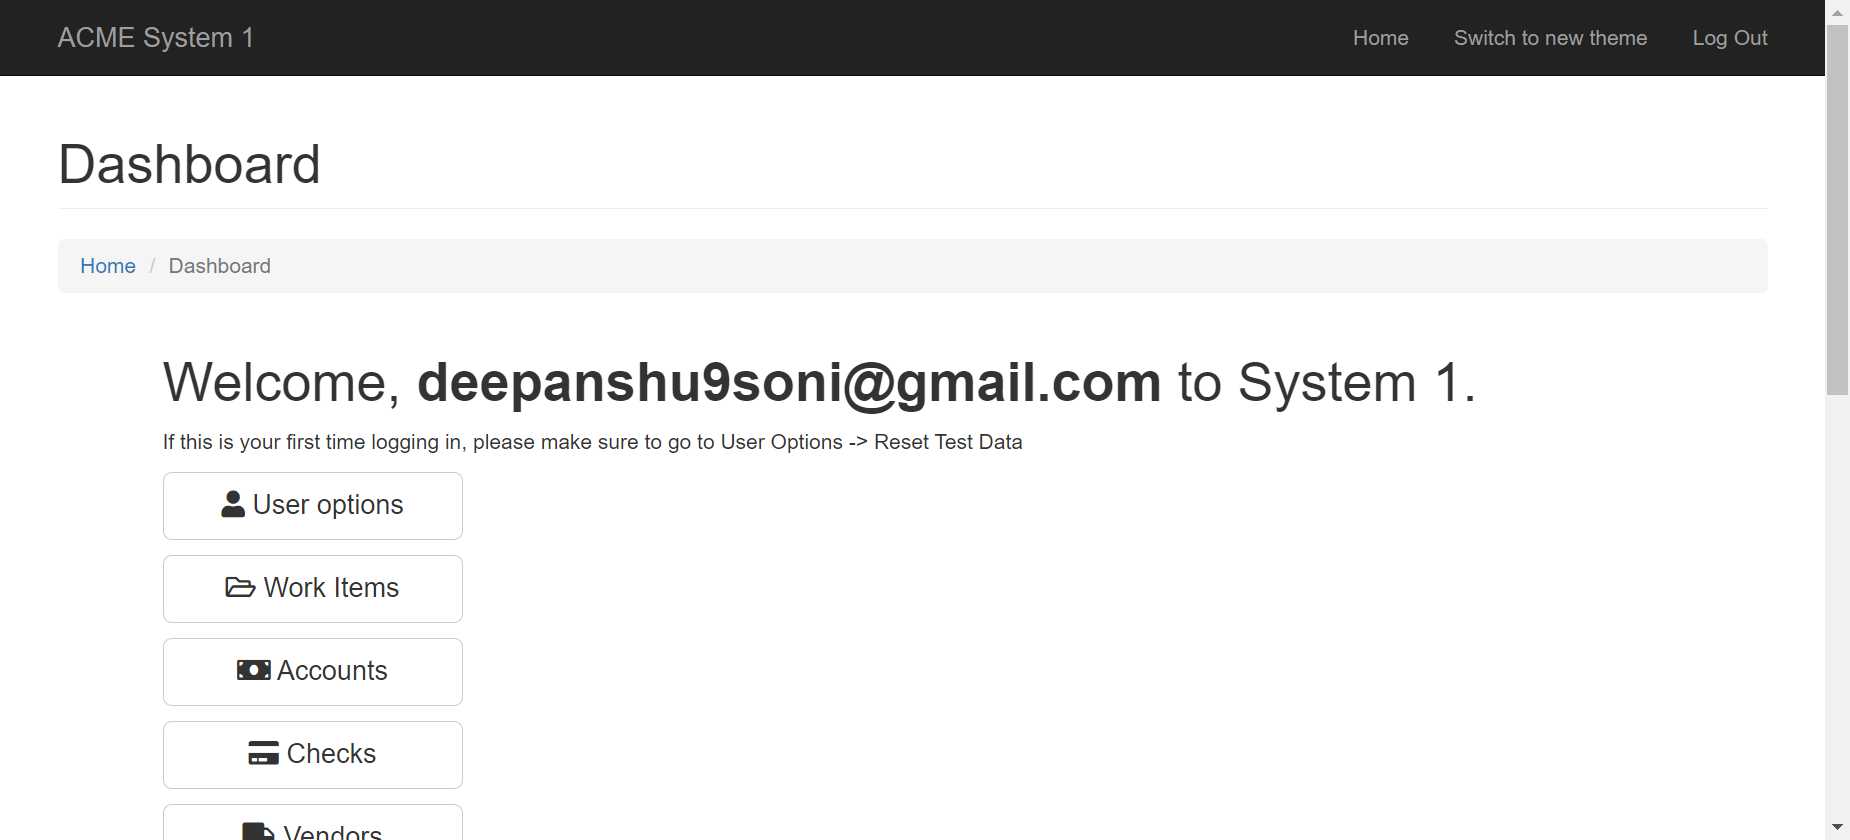 ACME System 1
Home
Switch to new theme
Log Out
Dashboard
Home / Dashboard
Welcome, deepanshu9soni@gmail.com to System 1.
If this is your first time logging in, please make sure to go to User Options -> Reset Test Data
User options
Work Items
Accounts
Checks
Vendors